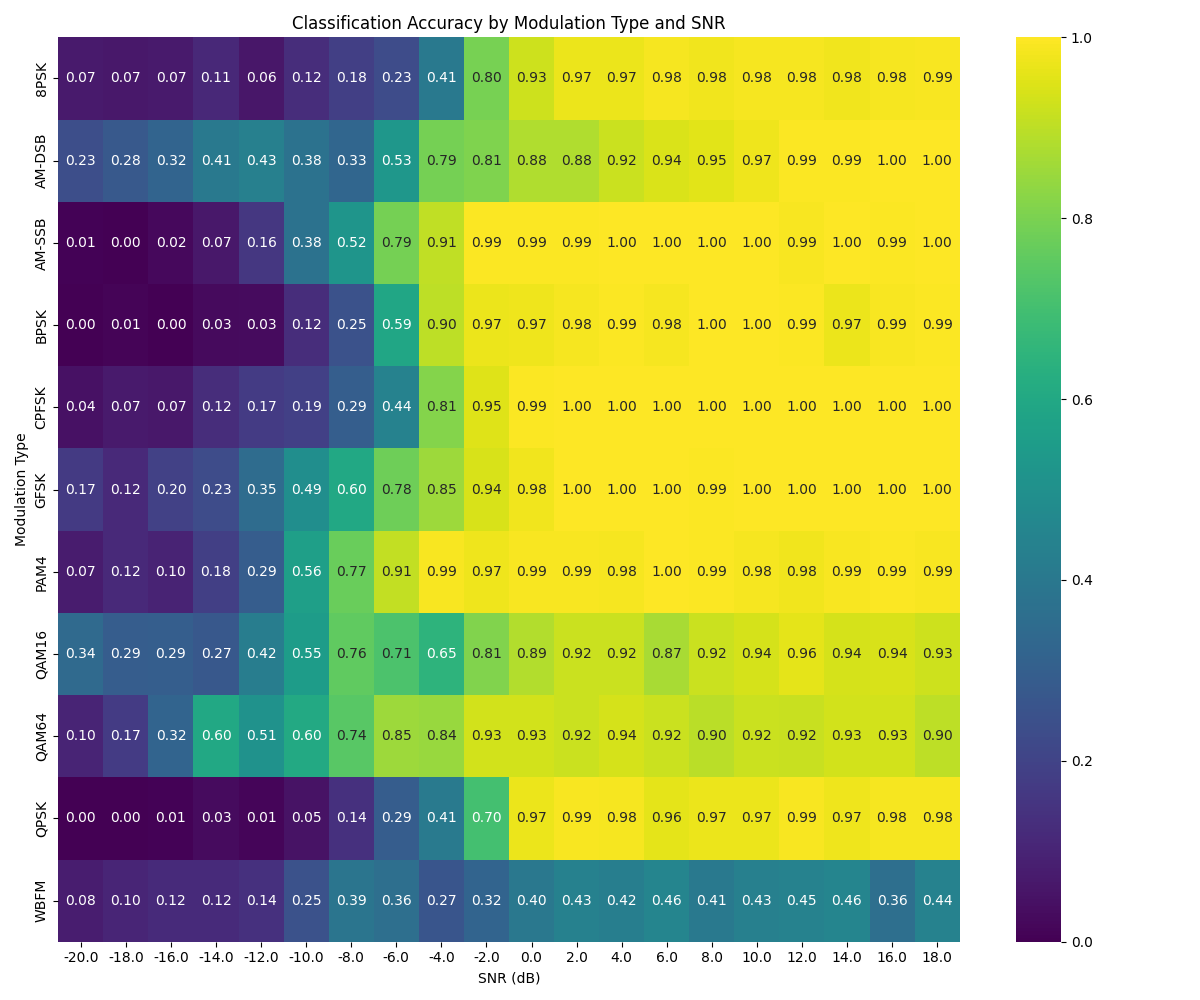 Classification Accuracy by Modulation Type and SNR
Modulation Type
8PSK 0.07 0.07 0.07 0.11 0.06 0.12 0.18 0.23 0.41 0.80 0.93 0.97 0.97 0.98 0.98 0.98 0.98 0.98 0.98 0.99
AM-DSB 0.23 0.28 0.32 0.41 0.43 0.38 0.33 0.53 0.79 0.81 0.88 0.88 0.92 0.94 0.95 0.97 0.99 0.99 1.00 1.00
AM-SSB 0.01 0.00 0.02 0.07 0.16 0.38 0.52 0.79 0.91 0.99 0.99 0.99 1.00 1.00 1.00 1.00 0.99 1.00 0.99 1.00
BPSK 0.00 0.01 0.00 0.03 0.03 0.12 0.25 0.59 0.90 0.97 0.97 0.98 0.99 0.98 1.00 1.00 0.99 0.97 0.99 0.99
CPFSK 0.04 0.07 0.07 0.12 0.17 0.19 0.29 0.44 0.81 0.95 0.99 1.00 1.00 1.00 1.00 1.00 1.00 1.00 1.00 1.00
GFSK 0.17 0.12 0.20 0.23 0.35 0.49 0.60 0.78 0.85 0.94 0.98 1.00 1.00 1.00 0.99 1.00 1.00 1.00 1.00 1.00
PAM4 0.07 0.12 0.10 0.18 0.29 0.56 0.77 0.91 0.99 0.97 0.99 0.99 0.98 1.00 0.99 0.98 0.98 0.99 0.99 0.99
QAM16 0.34 0.29 0.29 0.27 0.42 0.55 0.76 0.71 0.65 0.81 0.89 0.92 0.92 0.87 0.92 0.94 0.96 0.94 0.94 0.93
QAM64 0.10 0.17 0.32 0.60 0.51 0.60 0.74 0.85 0.84 0.93 0.93 0.92 0.94 0.92 0.90 0.92 0.92 0.93 0.93 0.90
QPSK 0.00 0.00 0.01 0.03 0.01 0.05 0.14 0.29 0.41 0.70 0.97 0.99 0.98 0.96 0.97 0.97 0.99 0.97 0.98 0.98
WBFM 0.08 0.10 0.12 0.12 0.14 0.25 0.39 0.36 0.27 0.32 0.40 0.43 0.42 0.46 0.41 0.43 0.45 0.46 0.36 0.44
-20.0 -18.0 -16.0 -14.0 -12.0 -10.0 -8.0 -6.0 -4.0 -2.0 0.0 2.0 4.0 6.0 8.0 10.0 12.0 14.0 16.0 18.0
SNR (dB)
1.0
0.8
0.6
0.4
0.2
0.0